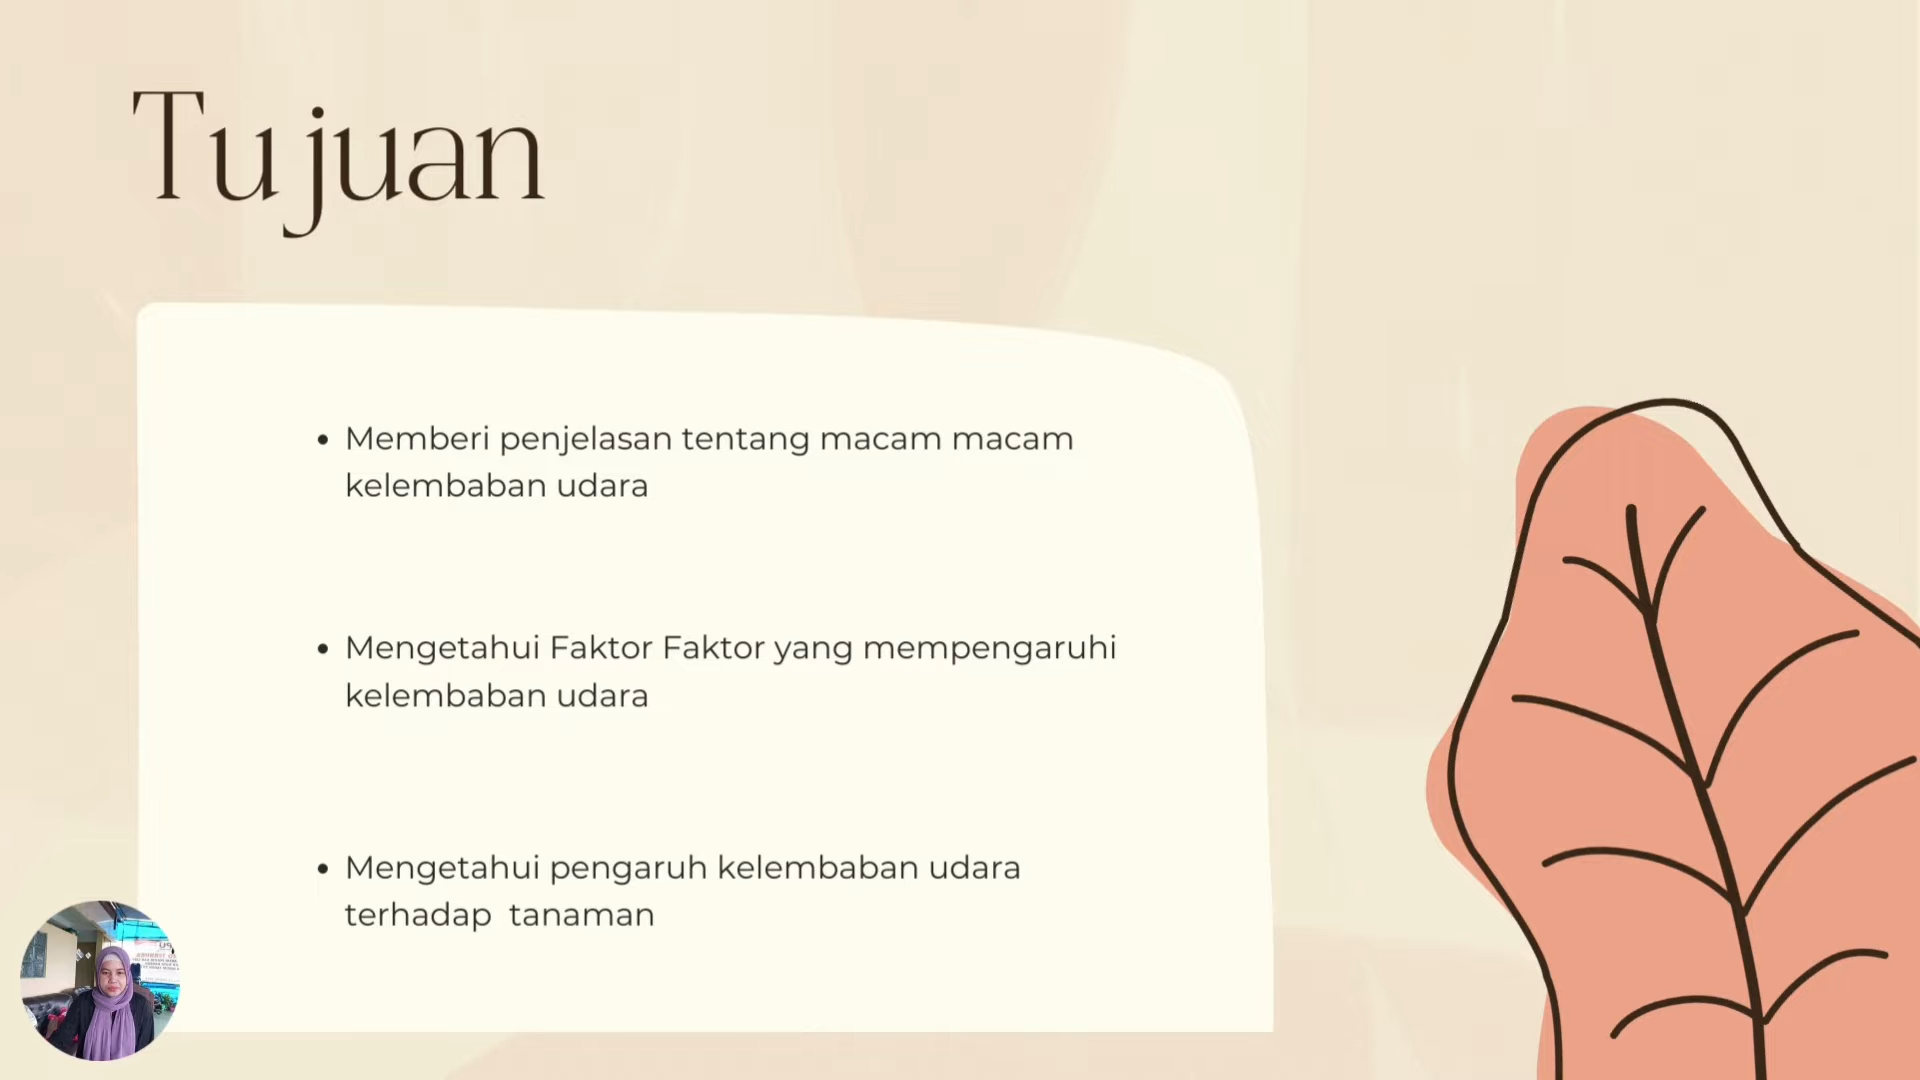 Tujuan
• Memberi penjelasan tentang macam macam
kelembaban udara
• Mengetahui Faktor Faktor yang mempengaruhi
kelembaban udara
• Mengetahui pengaruh kelembaban udara
terhadap  tanaman